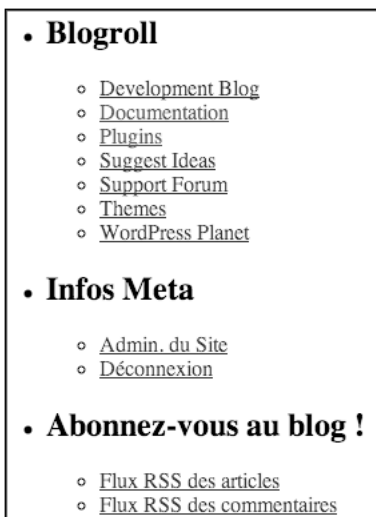 Blogroll
Development Blog
Documentation
Plugins
Suggest Ideas
Support Forum
Themes
WordPress Planet
Infos Meta
Admin. du Site
Déconnexion
Abonnez-vous au blog !
Flux RSS des articles
Flux RSS des commentaires